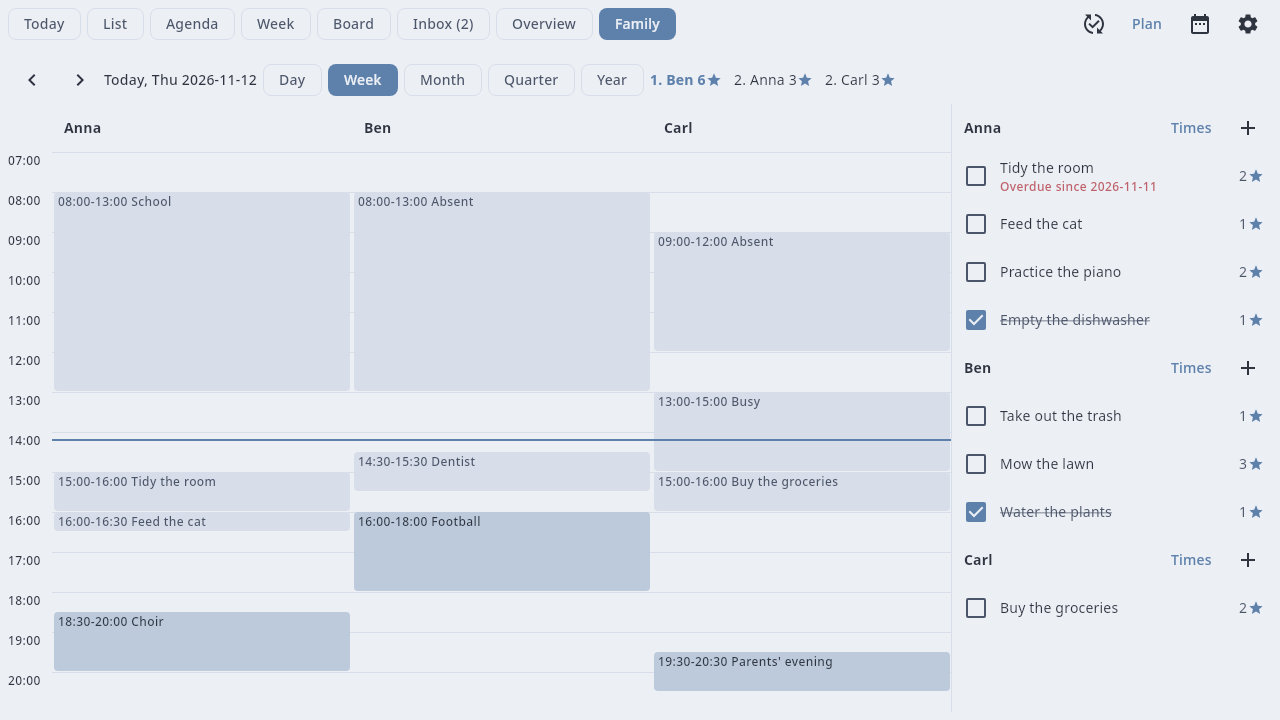 Today List Agenda Week Board Inbox (2) Overview Family Plan
Today, Thu 2026-11-12 Day Week Month Quarter Year 1. Ben 6★ 2. Anna 3★ 2. Carl 3★
Anna Ben Carl
07:00
08:00
09:00
10:00
11:00
12:00
13:00
14:00
15:00
16:00
17:00
18:00
19:00
20:00
08:00-13:00 School
15:00-16:00 Tidy the room
16:00-16:30 Feed the cat
18:30-20:00 Choir
08:00-13:00 Absent
14:30-15:30 Dentist
16:00-18:00 Football
09:00-12:00 Absent
13:00-15:00 Busy
15:00-16:00 Buy the groceries
19:30-20:30 Parents' evening
Anna Times
Tidy the room 2★
Overdue since 2026-11-11
Feed the cat 1★
Practice the piano 2★
Empty the dishwasher 1★
Ben Times
Take out the trash 1★
Mow the lawn 3★
Water the plants 1★
Carl Times
Buy the groceries 2★